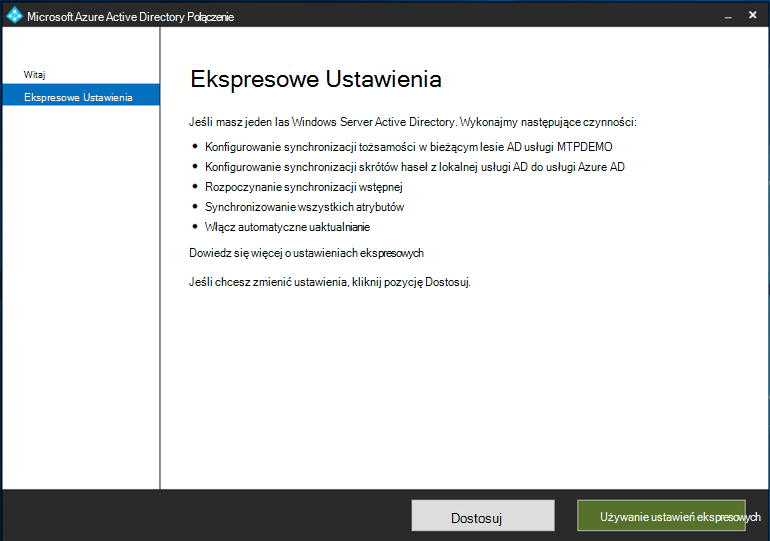 Microsoft Azure Active Directory Połączenie
Witaj
Ekspresowe Ustawienia
Ekspresowe Ustawienia
Jeśli masz jeden las Windows Server Active Directory. Wykonajmy następujące czynności:
• Konfigurowanie synchronizacji tożsamości w bieżącym lesie AD usługi MTPDEMO
• Konfigurowanie synchronizacji skrótów haseł z lokalnej usługi AD do usługi Azure AD
• Rozpoczynanie synchronizacji wstępnej
• Synchronizowanie wszystkich atrybutów
• Włącz automatyczne uaktualnianie
Dowiedz się więcej o ustawieniach ekspresowych
Jeśli chcesz zmienić ustawienia, kliknij pozycję Dostosuj.
Dostosuj
Używanie ustawień ekspresowych